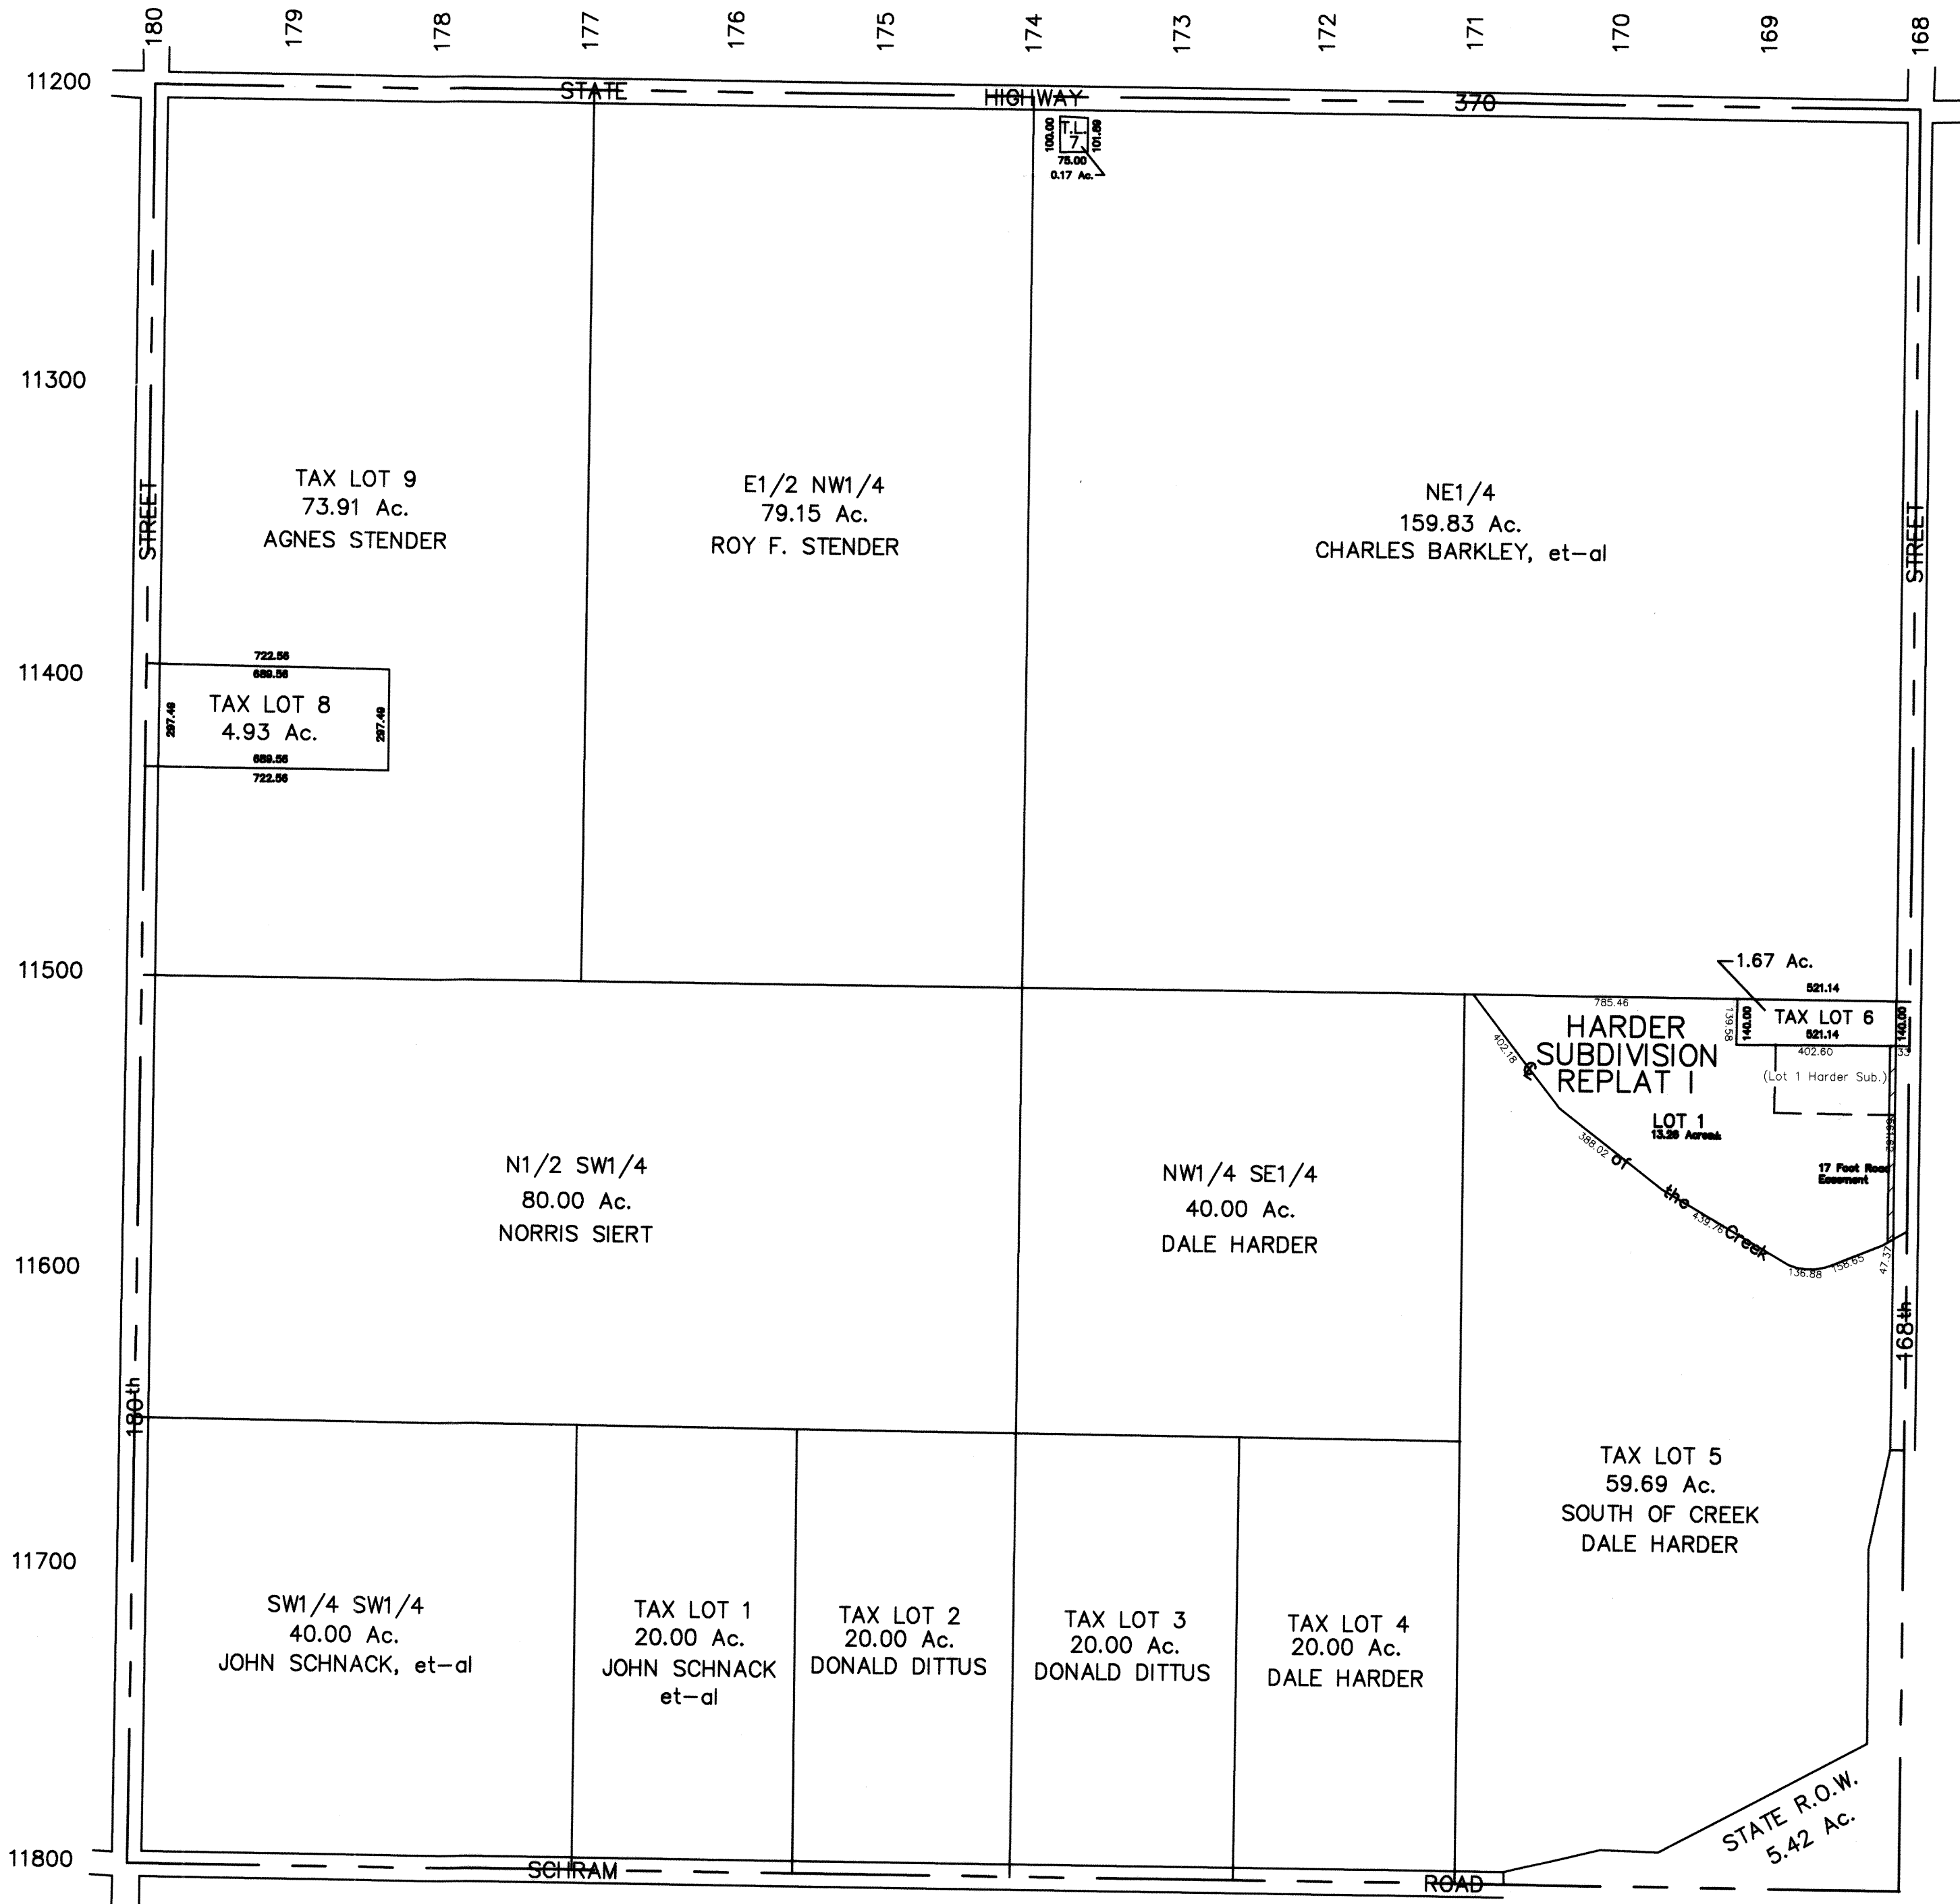 180 179 178 177 176 175 174 173 172 171 170 169 168
11200
STATE HIGHWAY 370
100.00
T.L.
7
101.89
75.00
0.17 Ac.
11300
STREET
TAX LOT 9
73.91 Ac.
AGNES STENDER
E1/2 NW1/4
79.15 Ac.
ROY F. STENDER
NE1/4
159.83 Ac.
CHARLES BARKLEY, et-al
STREET
11400
722.56
689.56
297.49
TAX LOT 8
4.93 Ac.
297.49
689.56
722.56
11500
1.67 Ac.
521.14
785.46
139.58
140.00
TAX LOT 6
521.14
140.00
402.60
33
(Lot 1 Harder Sub.)
HARDER
SUBDIVISION
REPLAT I
LOT 1
13.26 Acres±
17 Foot Road
Easement
402.18
388.02
of
the
439.76
Creek
136.88
158.65
47.37
N1/2 SW1/4
80.00 Ac.
NORRIS SIERT
NW1/4 SE1/4
40.00 Ac.
DALE HARDER
11600
168th
180th
TAX LOT 5
59.69 Ac.
SOUTH OF CREEK
DALE HARDER
11700
SW1/4 SW1/4
40.00 Ac.
JOHN SCHNACK, et-al
TAX LOT 1
20.00 Ac.
JOHN SCHNACK
et-al
TAX LOT 2
20.00 Ac.
DONALD DITTUS
TAX LOT 3
20.00 Ac.
DONALD DITTUS
TAX LOT 4
20.00 Ac.
DALE HARDER
STATE R.O.W.
5.42 Ac.
11800
SCHRAM ROAD